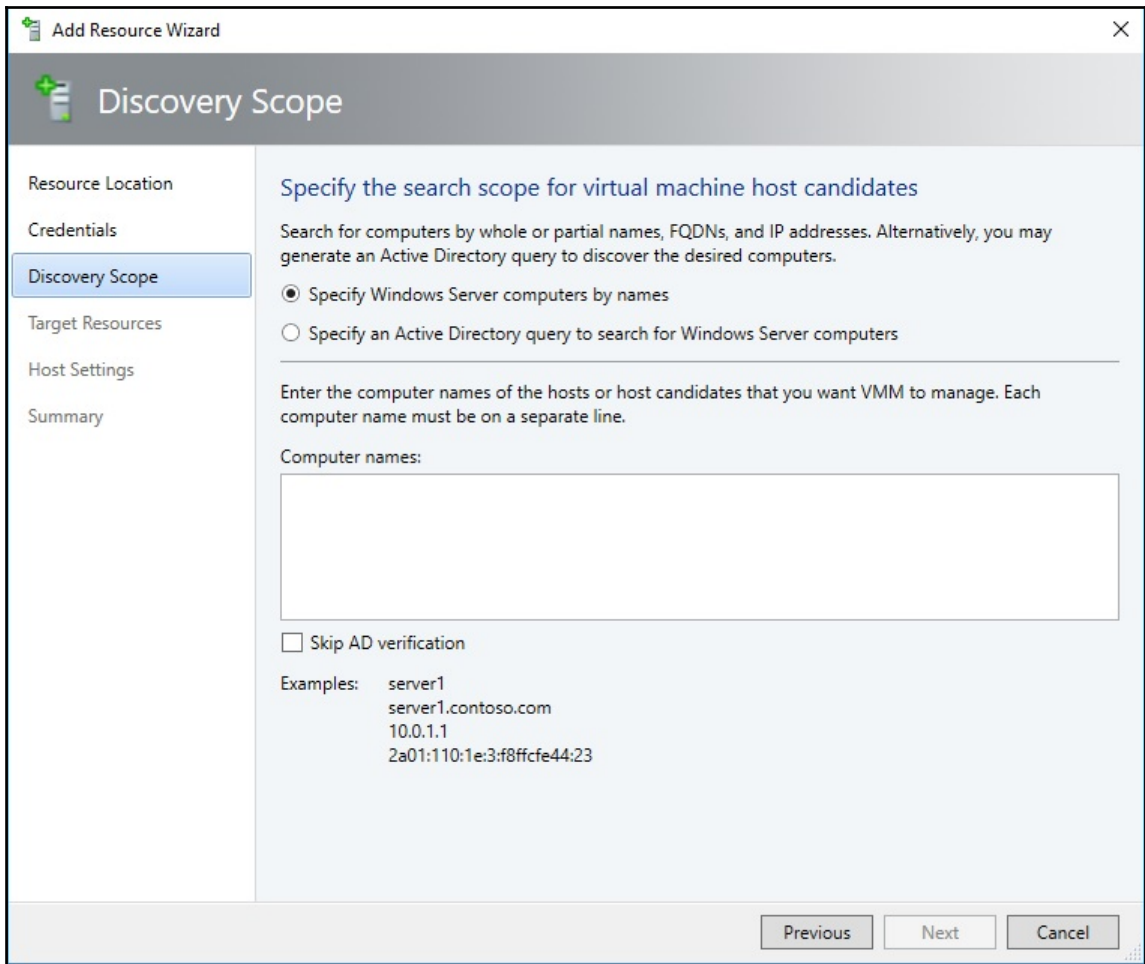 Add Resource Wizard
Discovery Scope
Resource Location
Credentials
Discovery Scope
Target Resources
Host Settings
Summary
Specify the search scope for virtual machine host candidates
Search for computers by whole or partial names, FQDNs, and IP addresses. Alternatively, you may
generate an Active Directory query to discover the desired computers.
Specify Windows Server computers by names
Specify an Active Directory query to search for Windows Server computers
Enter the computer names of the hosts or host candidates that you want VMM to manage. Each
computer name must be on a separate line.
Computer names:
Skip AD verification
Examples: server1
server1.contoso.com
10.0.1.1
2a01:110:1e:3:f8ffcfe44:23
Previous Next Cancel